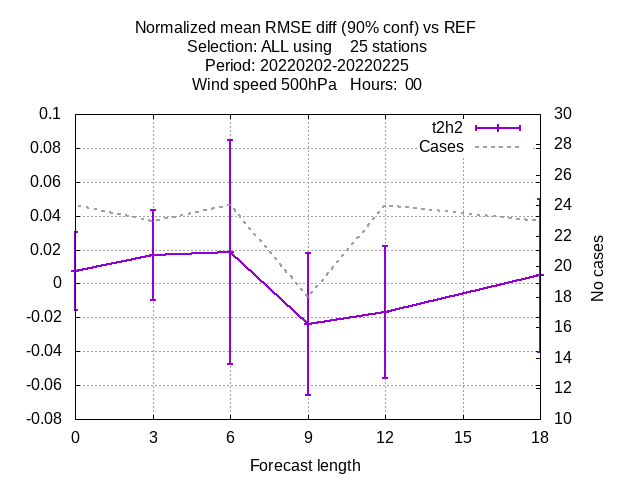 Normalized mean RMSE diff (90% conf) vs REF
Selection: ALL using    25 stations
Period: 20220202-20220225
Wind speed 500hPa   Hours:  00
t2h2
Cases
0.1
0.08
0.06
0.04
0.02
0
-0.02
-0.04
-0.06
-0.08
30
28
26
24
22
20
18
16
14
12
10
No cases
0 3 6 9 12 15 18
Forecast length